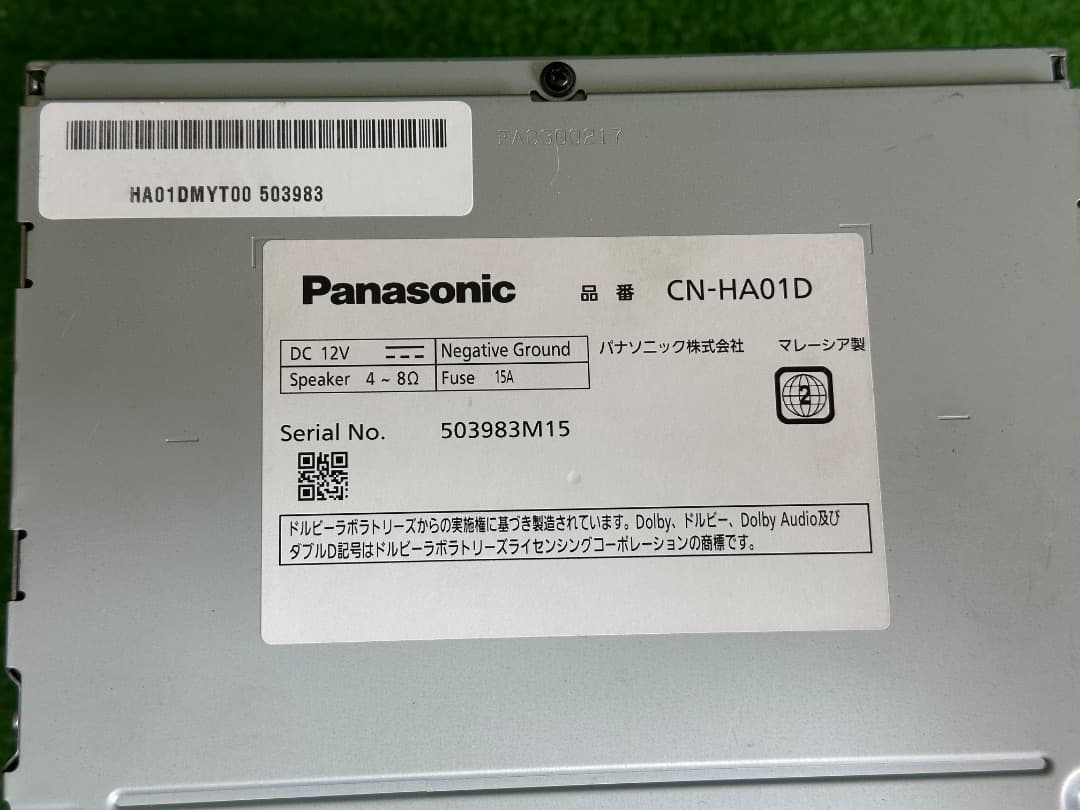 PA0300217
HA01DMYT00 503983
Panasonic 品番 CN-HA01D
DC 12V Negative Ground
Speaker 4 ~ 8Ω Fuse 15A
パナソニック株式会社 マレーシア製
2
Serial No. 503983M15
ドルビーラボラトリーズからの実施権に基づき製造されています。Dolby、ドルビー、Dolby Audio及び
ダブルD記号はドルビーラボラトリーズライセンシングコーポレーションの商標です。